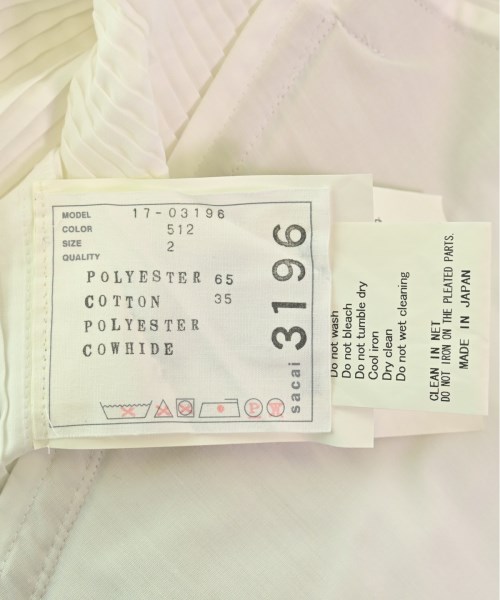 MODEL 17-03196
COLOR 512
SIZE 2
QUALITY
POLYESTER 65
COTTON 35
POLYESTER
COWHIDE
P W
sacai 3196
Do not wash
Do not bleach
Do not tumble dry
Cool iron
Dry clean
Do not wet cleaning
CLEAN IN NET
DO NOT IRON ON THE PLEATED PARTS.
MADE IN JAPAN